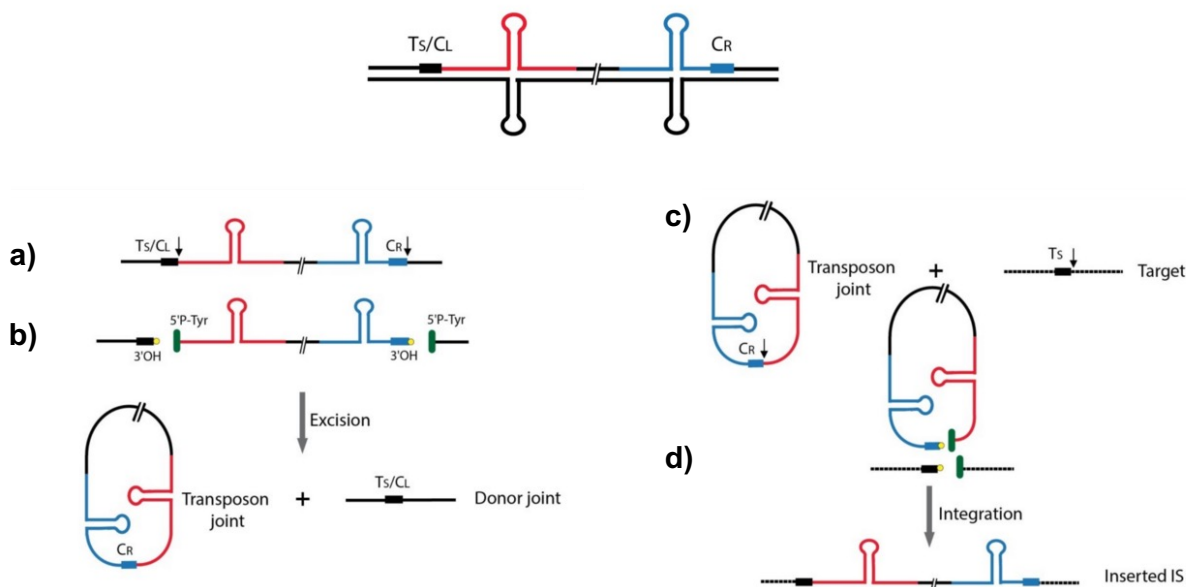 Ts/CL
CR
a)
Ts/CL
CR
b)
5'P-Tyr
5'P-Tyr
3'OH
3'OH
Excision
Transposon
joint
+
Ts/CL
Donor joint
CR
c)
Transposon
joint
+
Ts
Target
CR
d)
Integration
Inserted IS